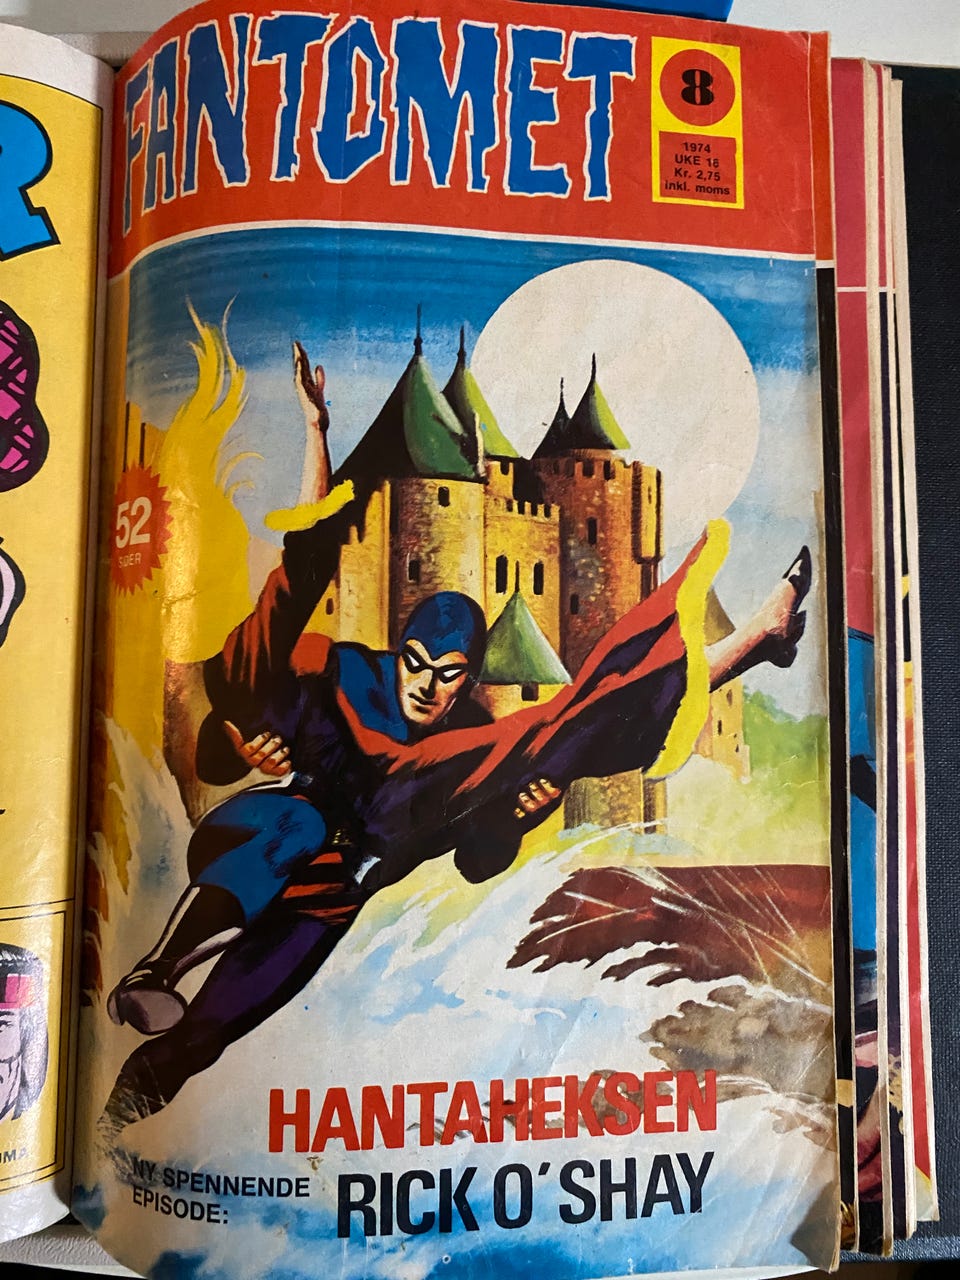 FANTOMET
8
1974
UKE 16
Kr. 2,75
inkl. moms
52
SIDER
HANTAHEKSEN
NY SPENNENDE
EPISODE:
RICK O'SHAY